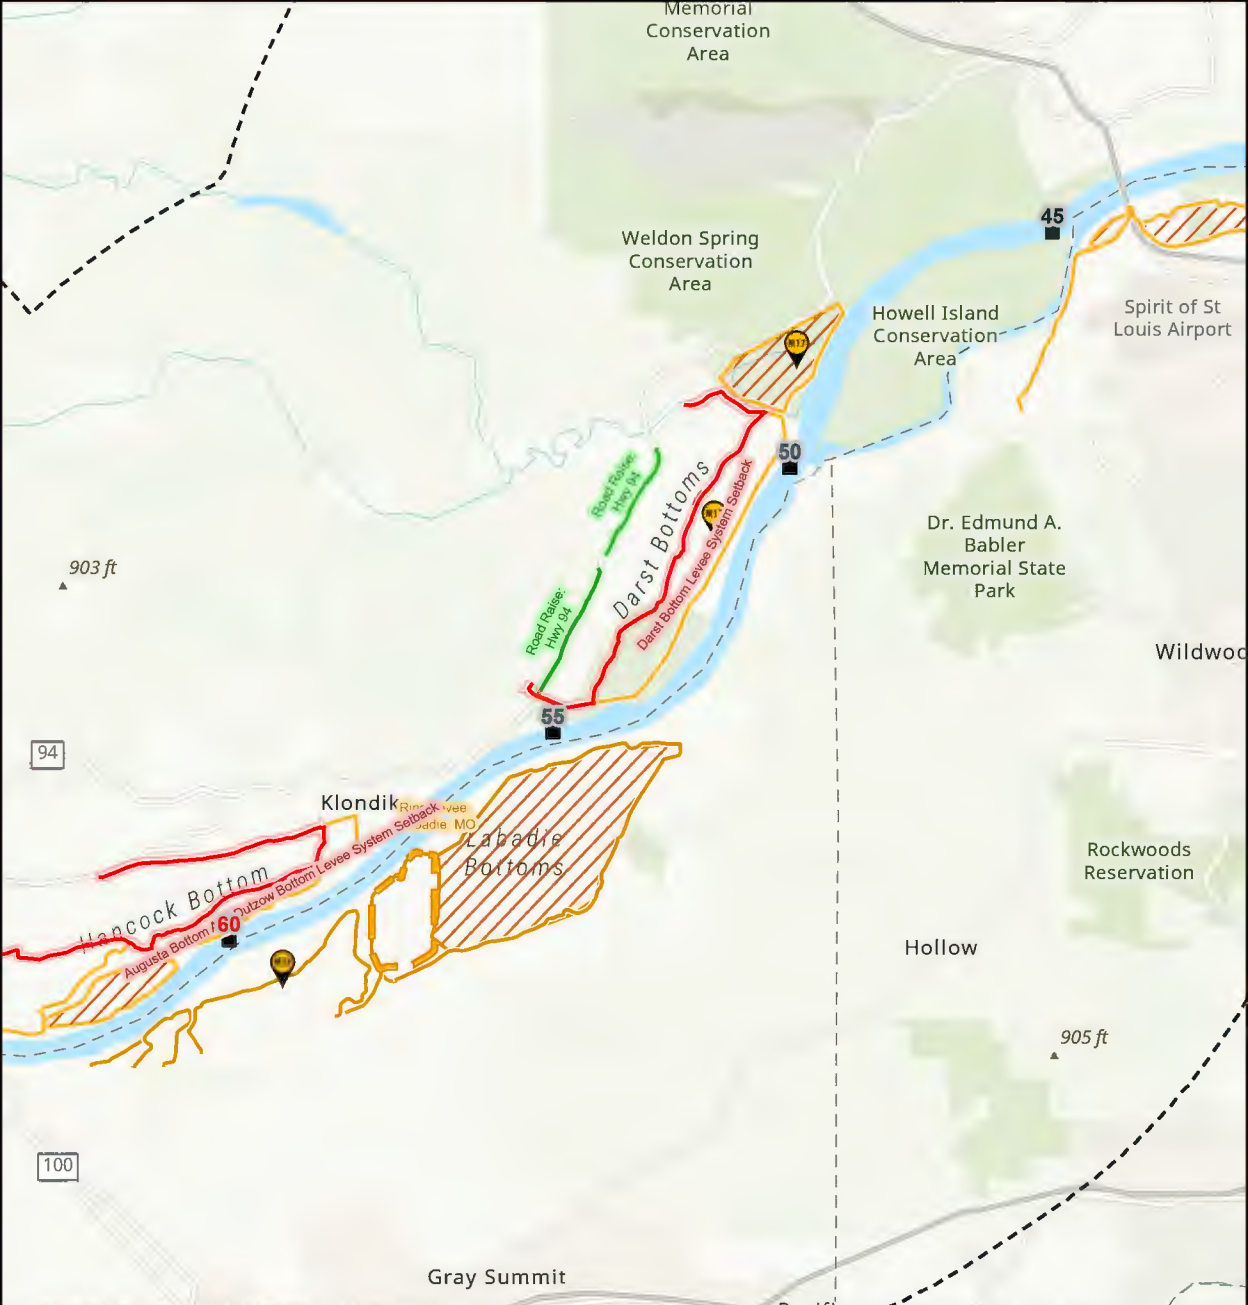 Memorial
Conservation
Area
45
Weldon Spring
Conservation
Area
Howell Island
Conservation
Area
Spirit of St
Louis Airport
50
Road Raise:
Hwy 94
Darst Bottoms
Darst Bottom Levee System Setback
Dr. Edmund A.
Babler
Memorial State
Park
903 ft
Road Raise:
Hwy 94
Wildwoo
55
94
Klondik
MO
Labadie
Bottoms
Rockwoods
Reservation
Hancock Bottom
Augusta Bottom
Bottom Levee System Setback
60
Hollow
905 ft
100
Gray Summit